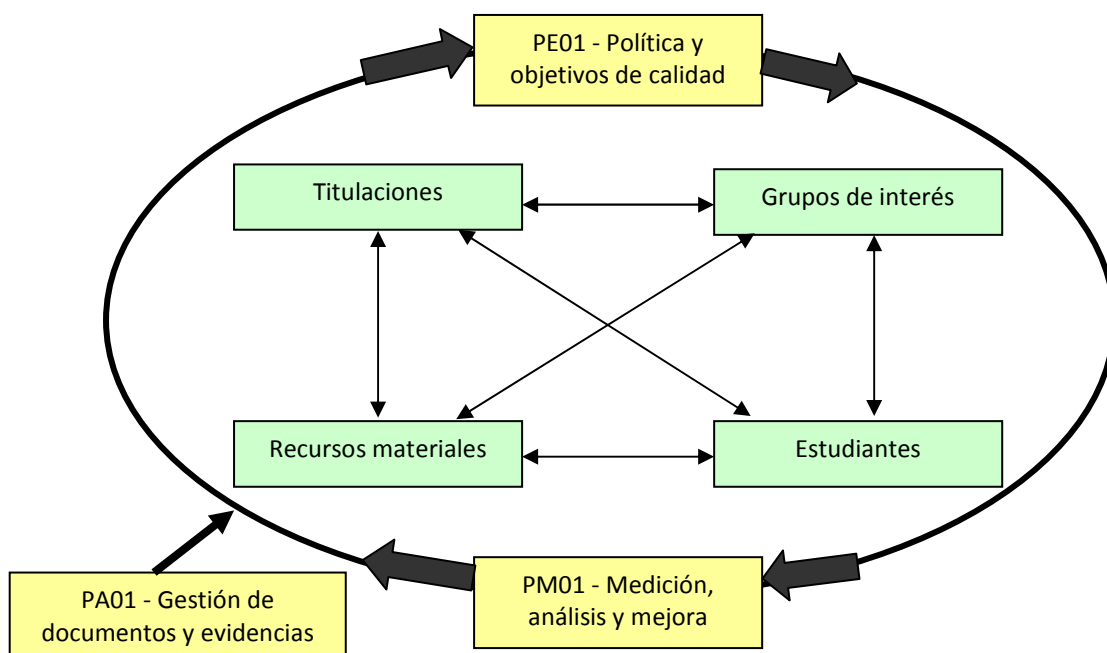 PE01 - Política y
objetivos de calidad
Titulaciones
Grupos de interés
Recursos materiales
Estudiantes
PM01 - Medición,
análisis y mejora
PA01 - Gestión de
documentos y evidencias